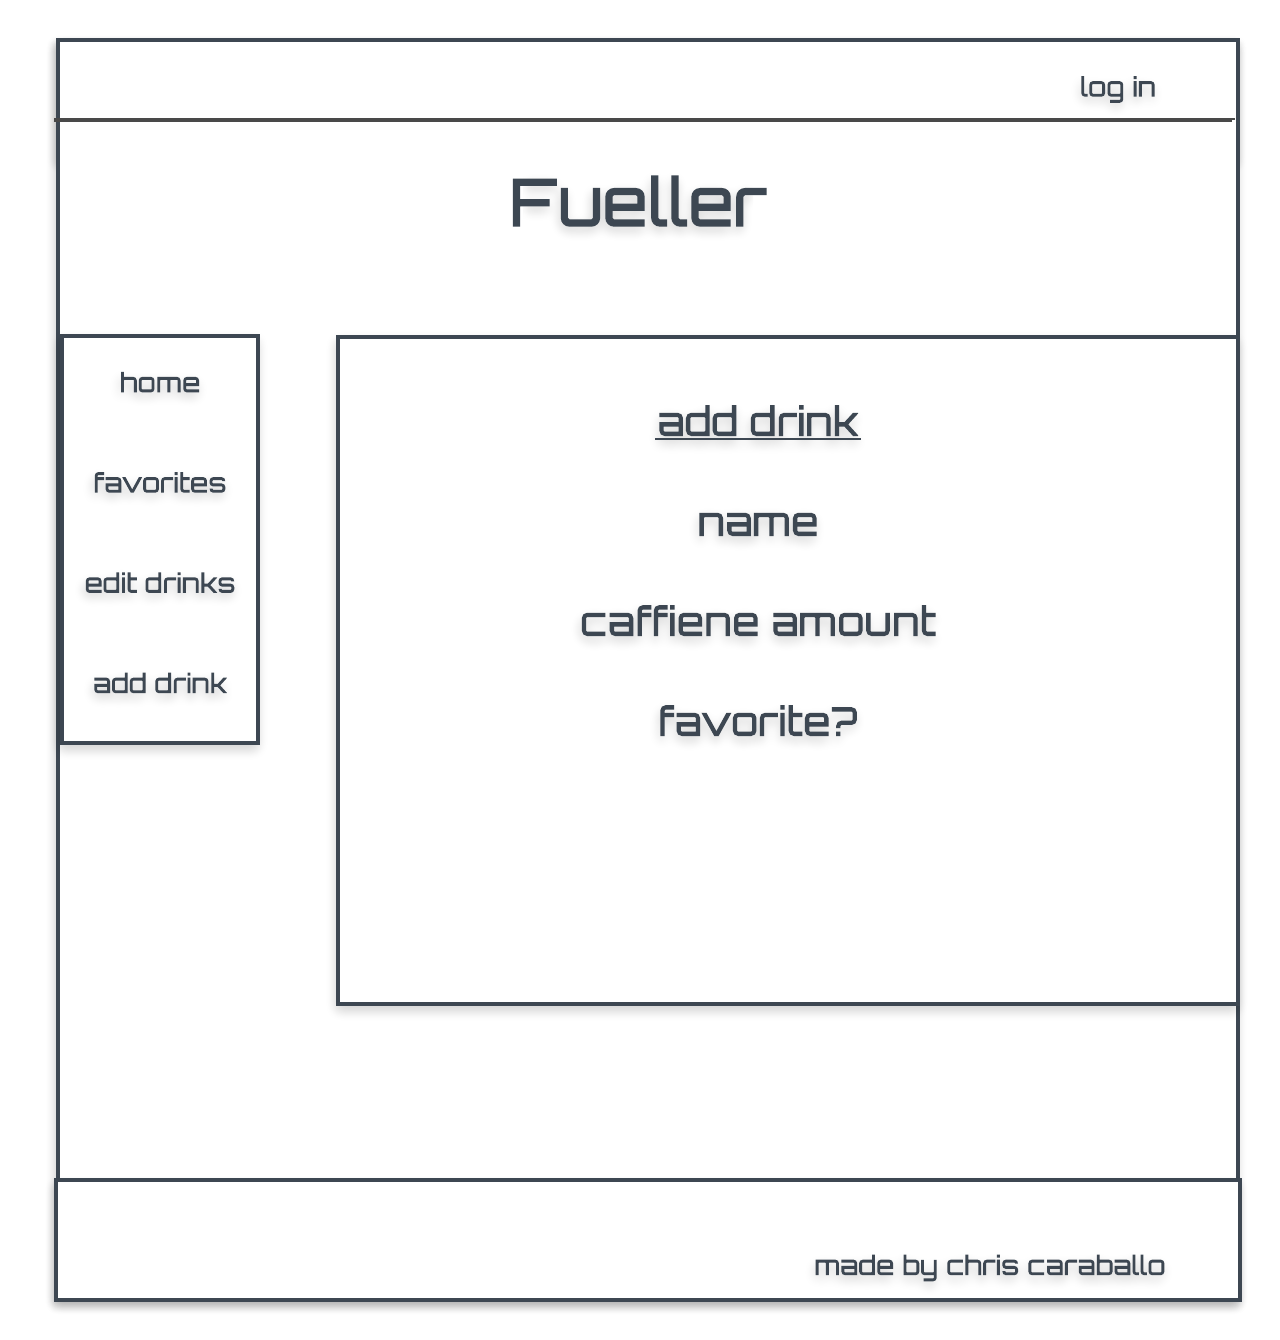 log in
Fueller
home
favorites
edit drinks
add drink
add drink
name
caffiene amount
favorite?
made by chris caraballo